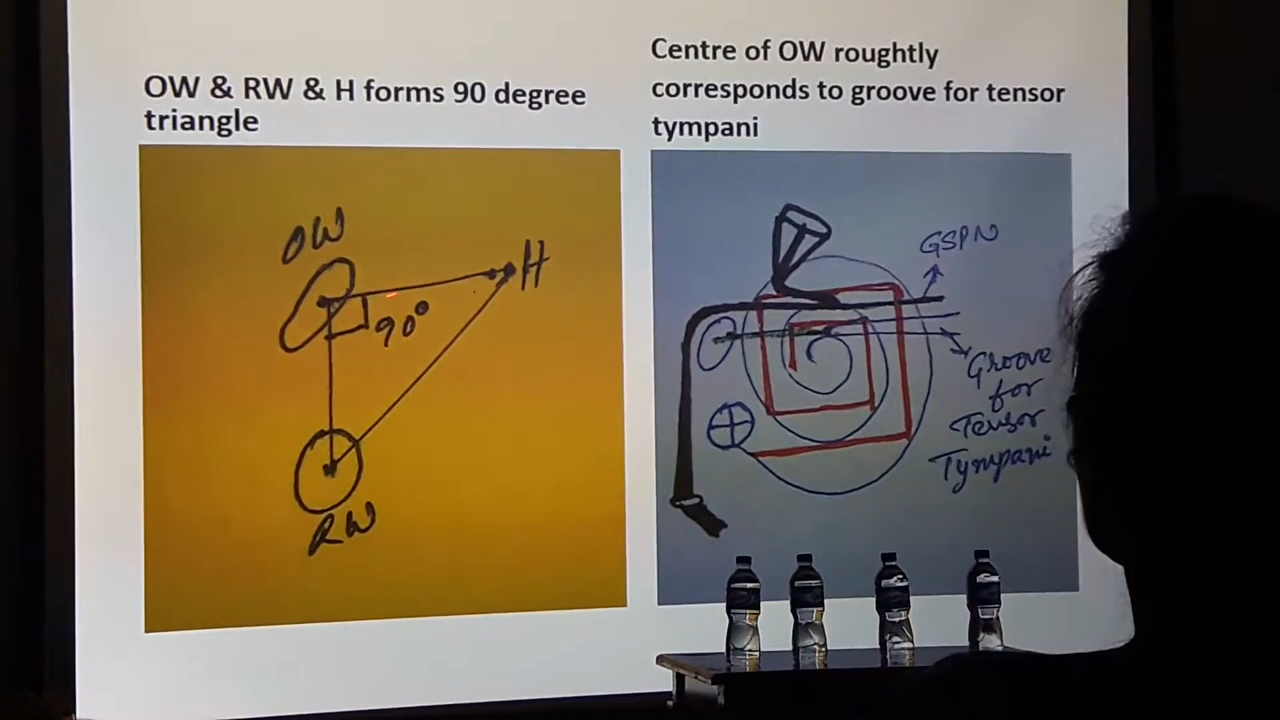 OW & RW & H forms 90 degree
triangle
OW
H
90°
RW
Centre of OW roughtly
corresponds to groove for tensor
tympani
GSPN
Groove
for
Tensor
Tympani